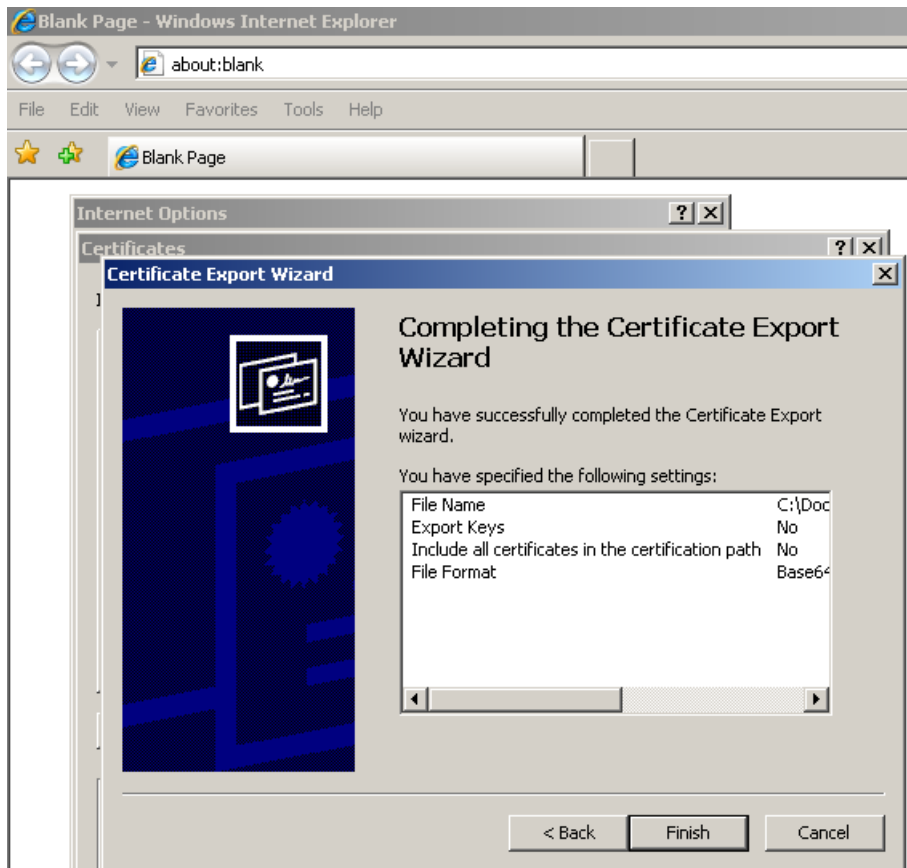 Blank Page - Windows Internet Explorer
about:blank
File Edit View Favorites Tools Help
Blank Page
Internet Options
Certificates
Certificate Export Wizard
Completing the Certificate Export
Wizard
You have successfully completed the Certificate Export
wizard.
You have specified the following settings:
File Name C:\Doc
Export Keys No
Include all certificates in the certification path No
File Format Base64
< Back Finish Cancel